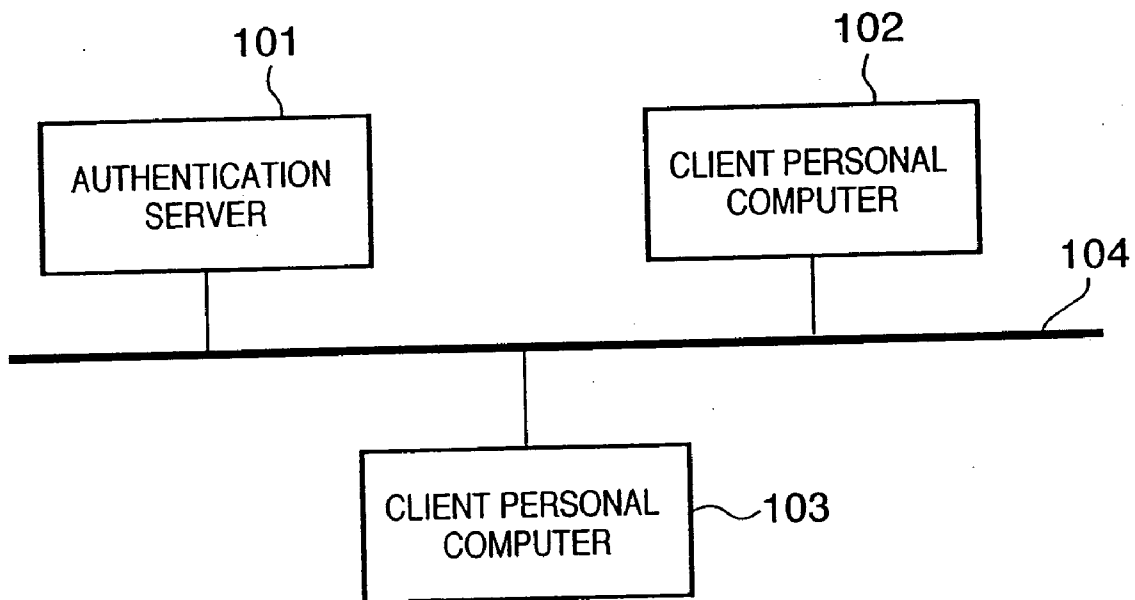 101
102
AUTHENTICATION
SERVER
CLIENT PERSONAL
COMPUTER
104
CLIENT PERSONAL
COMPUTER
103